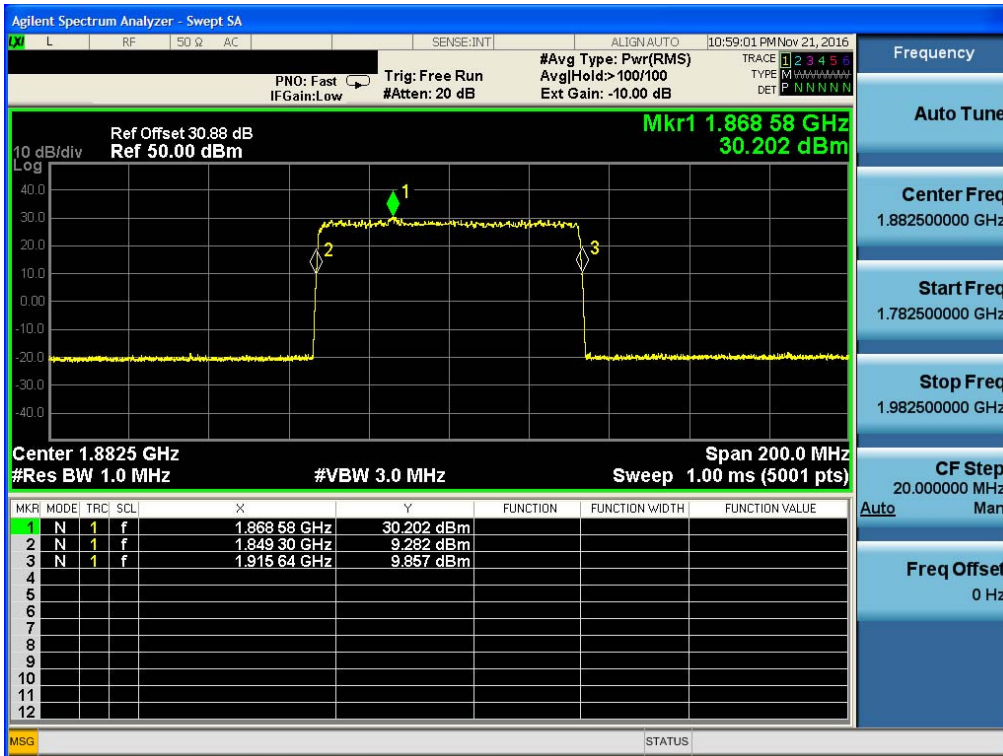 Agilent Spectrum Analyzer - Swept SA
LXI L RF 50 Ω AC SENSE:INT ALIGN AUTO 10:59:01 PM Nov 21, 2016
#Avg Type: Pwr(RMS) TRACE 1 2 3 4 5 6
PNO: Fast Trig: Free Run Avg|Hold:>100/100 TYPE M WWWWW
IFGain:Low #Atten: 20 dB Ext Gain: -10.00 dB DET P N N N N N
Mkr1 1.868 58 GHz
30.202 dBm
Ref Offset 30.88 dB
10 dB/div Ref 50.00 dBm
Log
40.0
1
30.0
20.0
2
3
10.0
0.00
-10.0
-20.0
-30.0
-40.0
Center 1.8825 GHz Span 200.0 MHz
#Res BW 1.0 MHz #VBW 3.0 MHz Sweep 1.00 ms (5001 pts)
MKR MODE TRC SCL X Y FUNCTION FUNCTION WIDTH FUNCTION VALUE
1 N 1 f 1.868 58 GHz 30.202 dBm
2 N 1 f 1.849 30 GHz 9.282 dBm
3 N 1 f 1.915 64 GHz 9.857 dBm
4
5
6
7
8
9
10
11
12
MSG STATUS
Frequency
Auto Tune
Center Freq
1.882500000 GHz
Start Freq
1.782500000 GHz
Stop Freq
1.982500000 GHz
CF Step
20.000000 MHz
Auto Man
Freq Offset
0 Hz